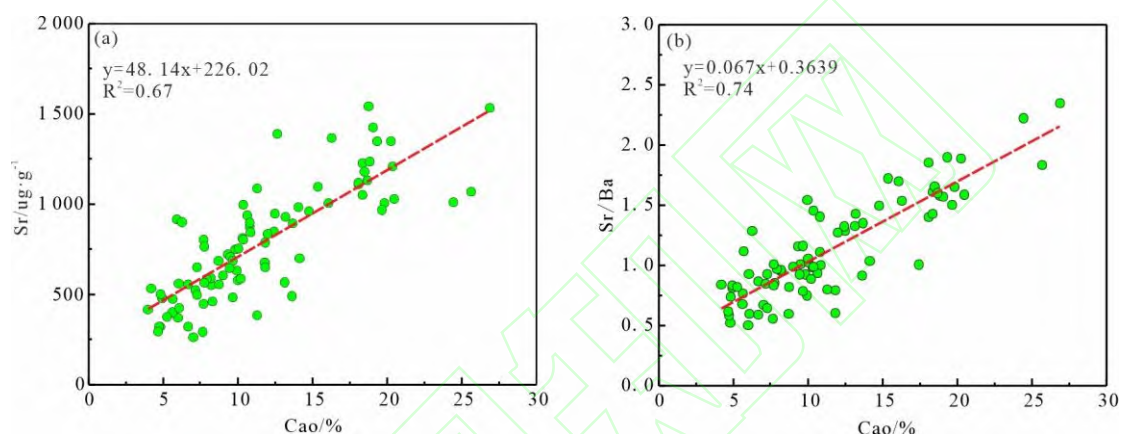 (a)
y=48. 14x+226. 02
R²=0.67
Sr/ug·g⁻¹
2 000
1 500
1 000
500
0
0 5 10 15 20 25 30
Cao/%
(b)
y=0.067x+0.3639
R²=0.74
Sr/Ba
3. 0
2. 5
2. 0
1. 5
1. 0
0. 5
0. 0
0 5 10 15 20 25 30
Cao/%